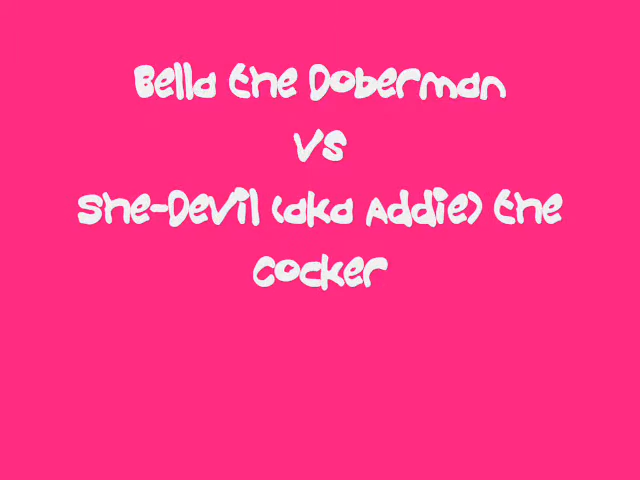 Bella the Doberman
VS
She-Devil (aka Addie) the
Cocker